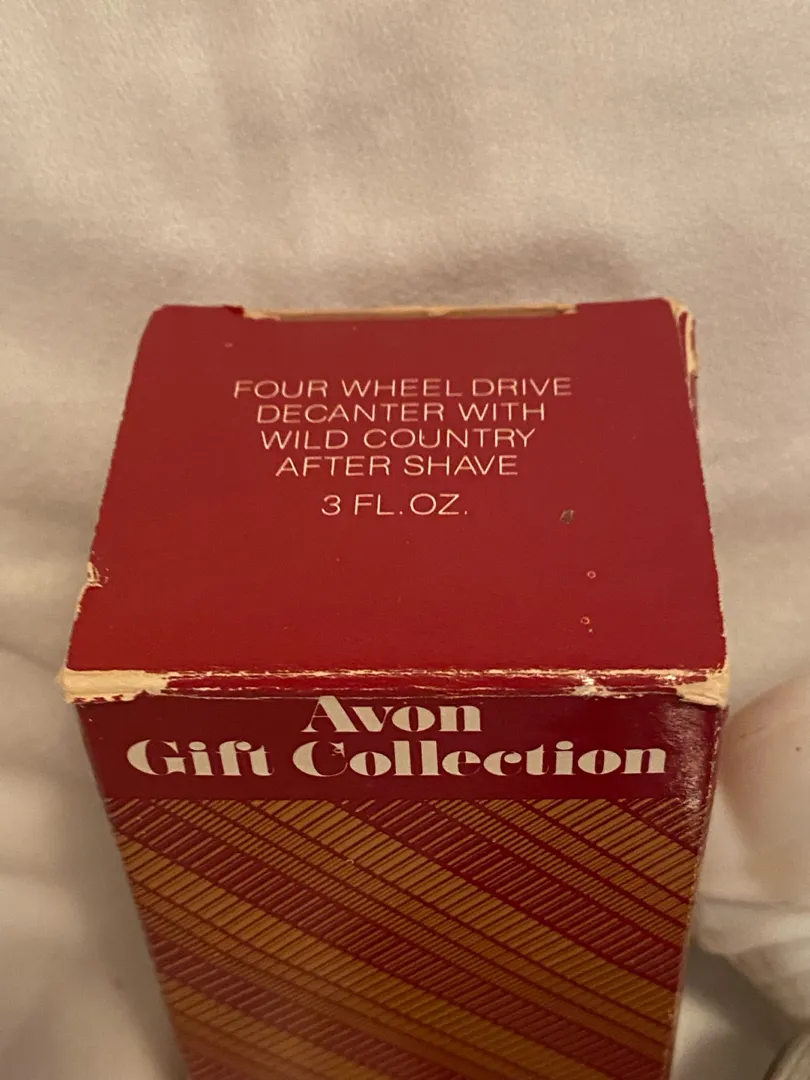 FOUR WHEEL DRIVE
DECANTER WITH
WILD COUNTRY
AFTER SHAVE
3 FL. OZ.
Avon
Gift Collection